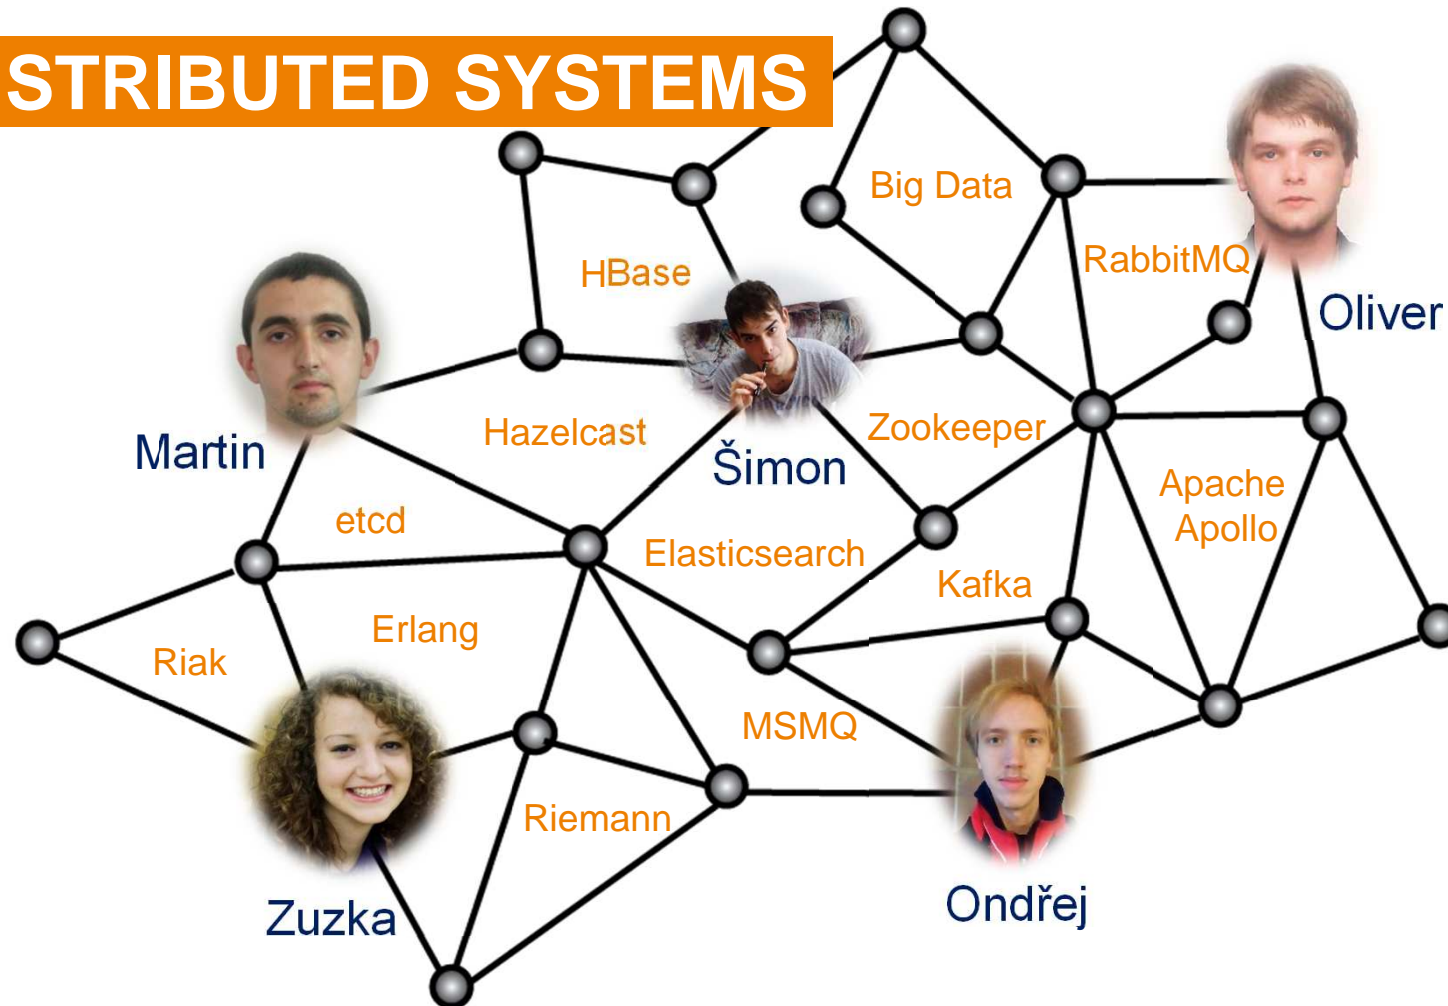 STRIBUTED SYSTEMS
Big Data
RabbitMQ
HBase
Oliver
Hazelcast
Zookeeper
Martin
Šimon
Apache
Apollo
etcd
Elasticsearch
Kafka
Erlang
Riak
MSMQ
Riemann
Zuzka
Ondřej